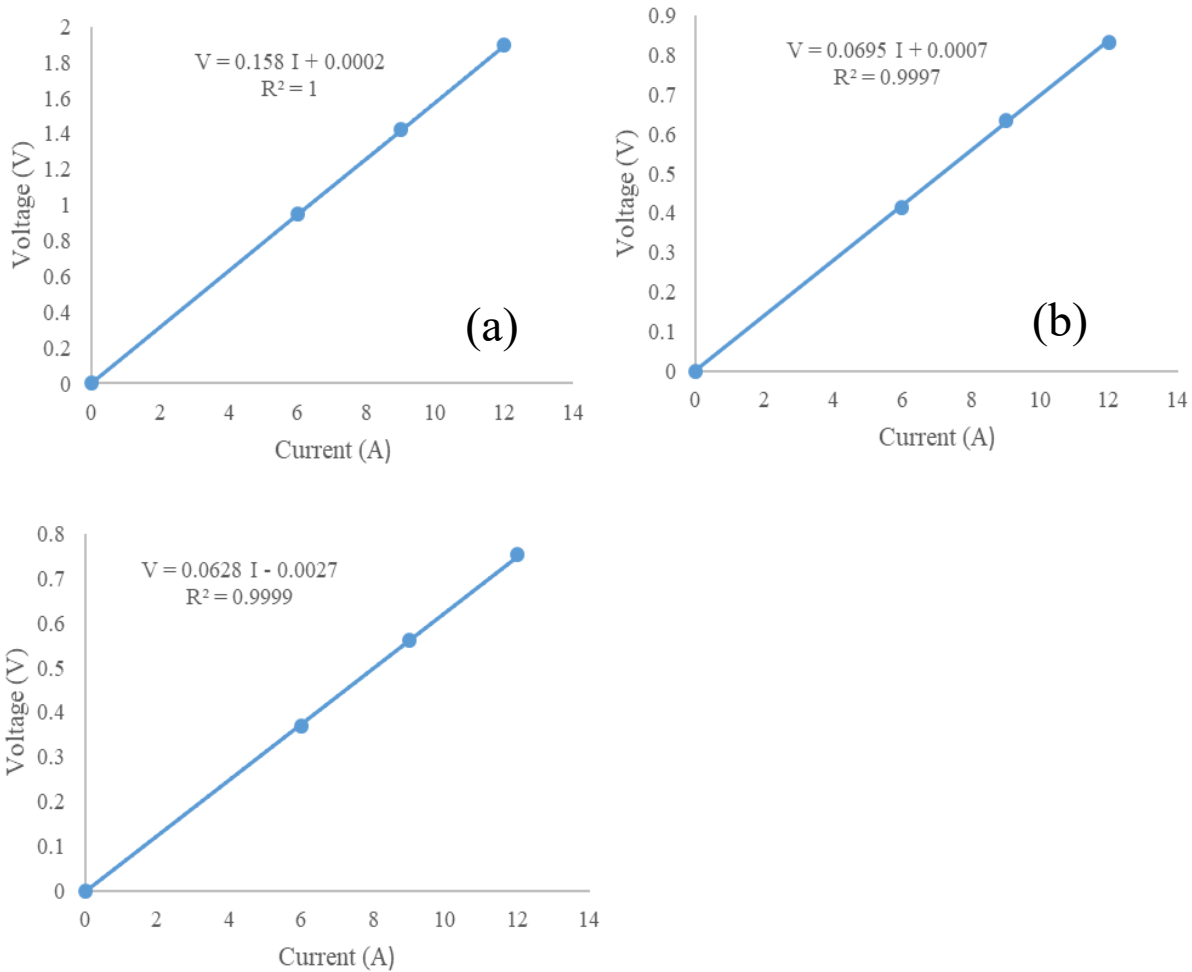 V = 0.158 I + 0.0002
R² = 1
2
1.8
1.6
1.4
1.2
1
0.8
0.6
0.4
0.2
0
Voltage (V)
0 2 4 6 8 10 12 14
Current (A)
(a)
V = 0.0695 I + 0.0007
R² = 0.9997
0.9
0.8
0.7
0.6
0.5
0.4
0.3
0.2
0.1
0
Voltage (V)
0 2 4 6 8 10 12 14
Current (A)
(b)
V = 0.0628 I - 0.0027
R² = 0.9999
0.8
0.7
0.6
0.5
0.4
0.3
0.2
0.1
0
Voltage (V)
0 2 4 6 8 10 12 14
Current (A)